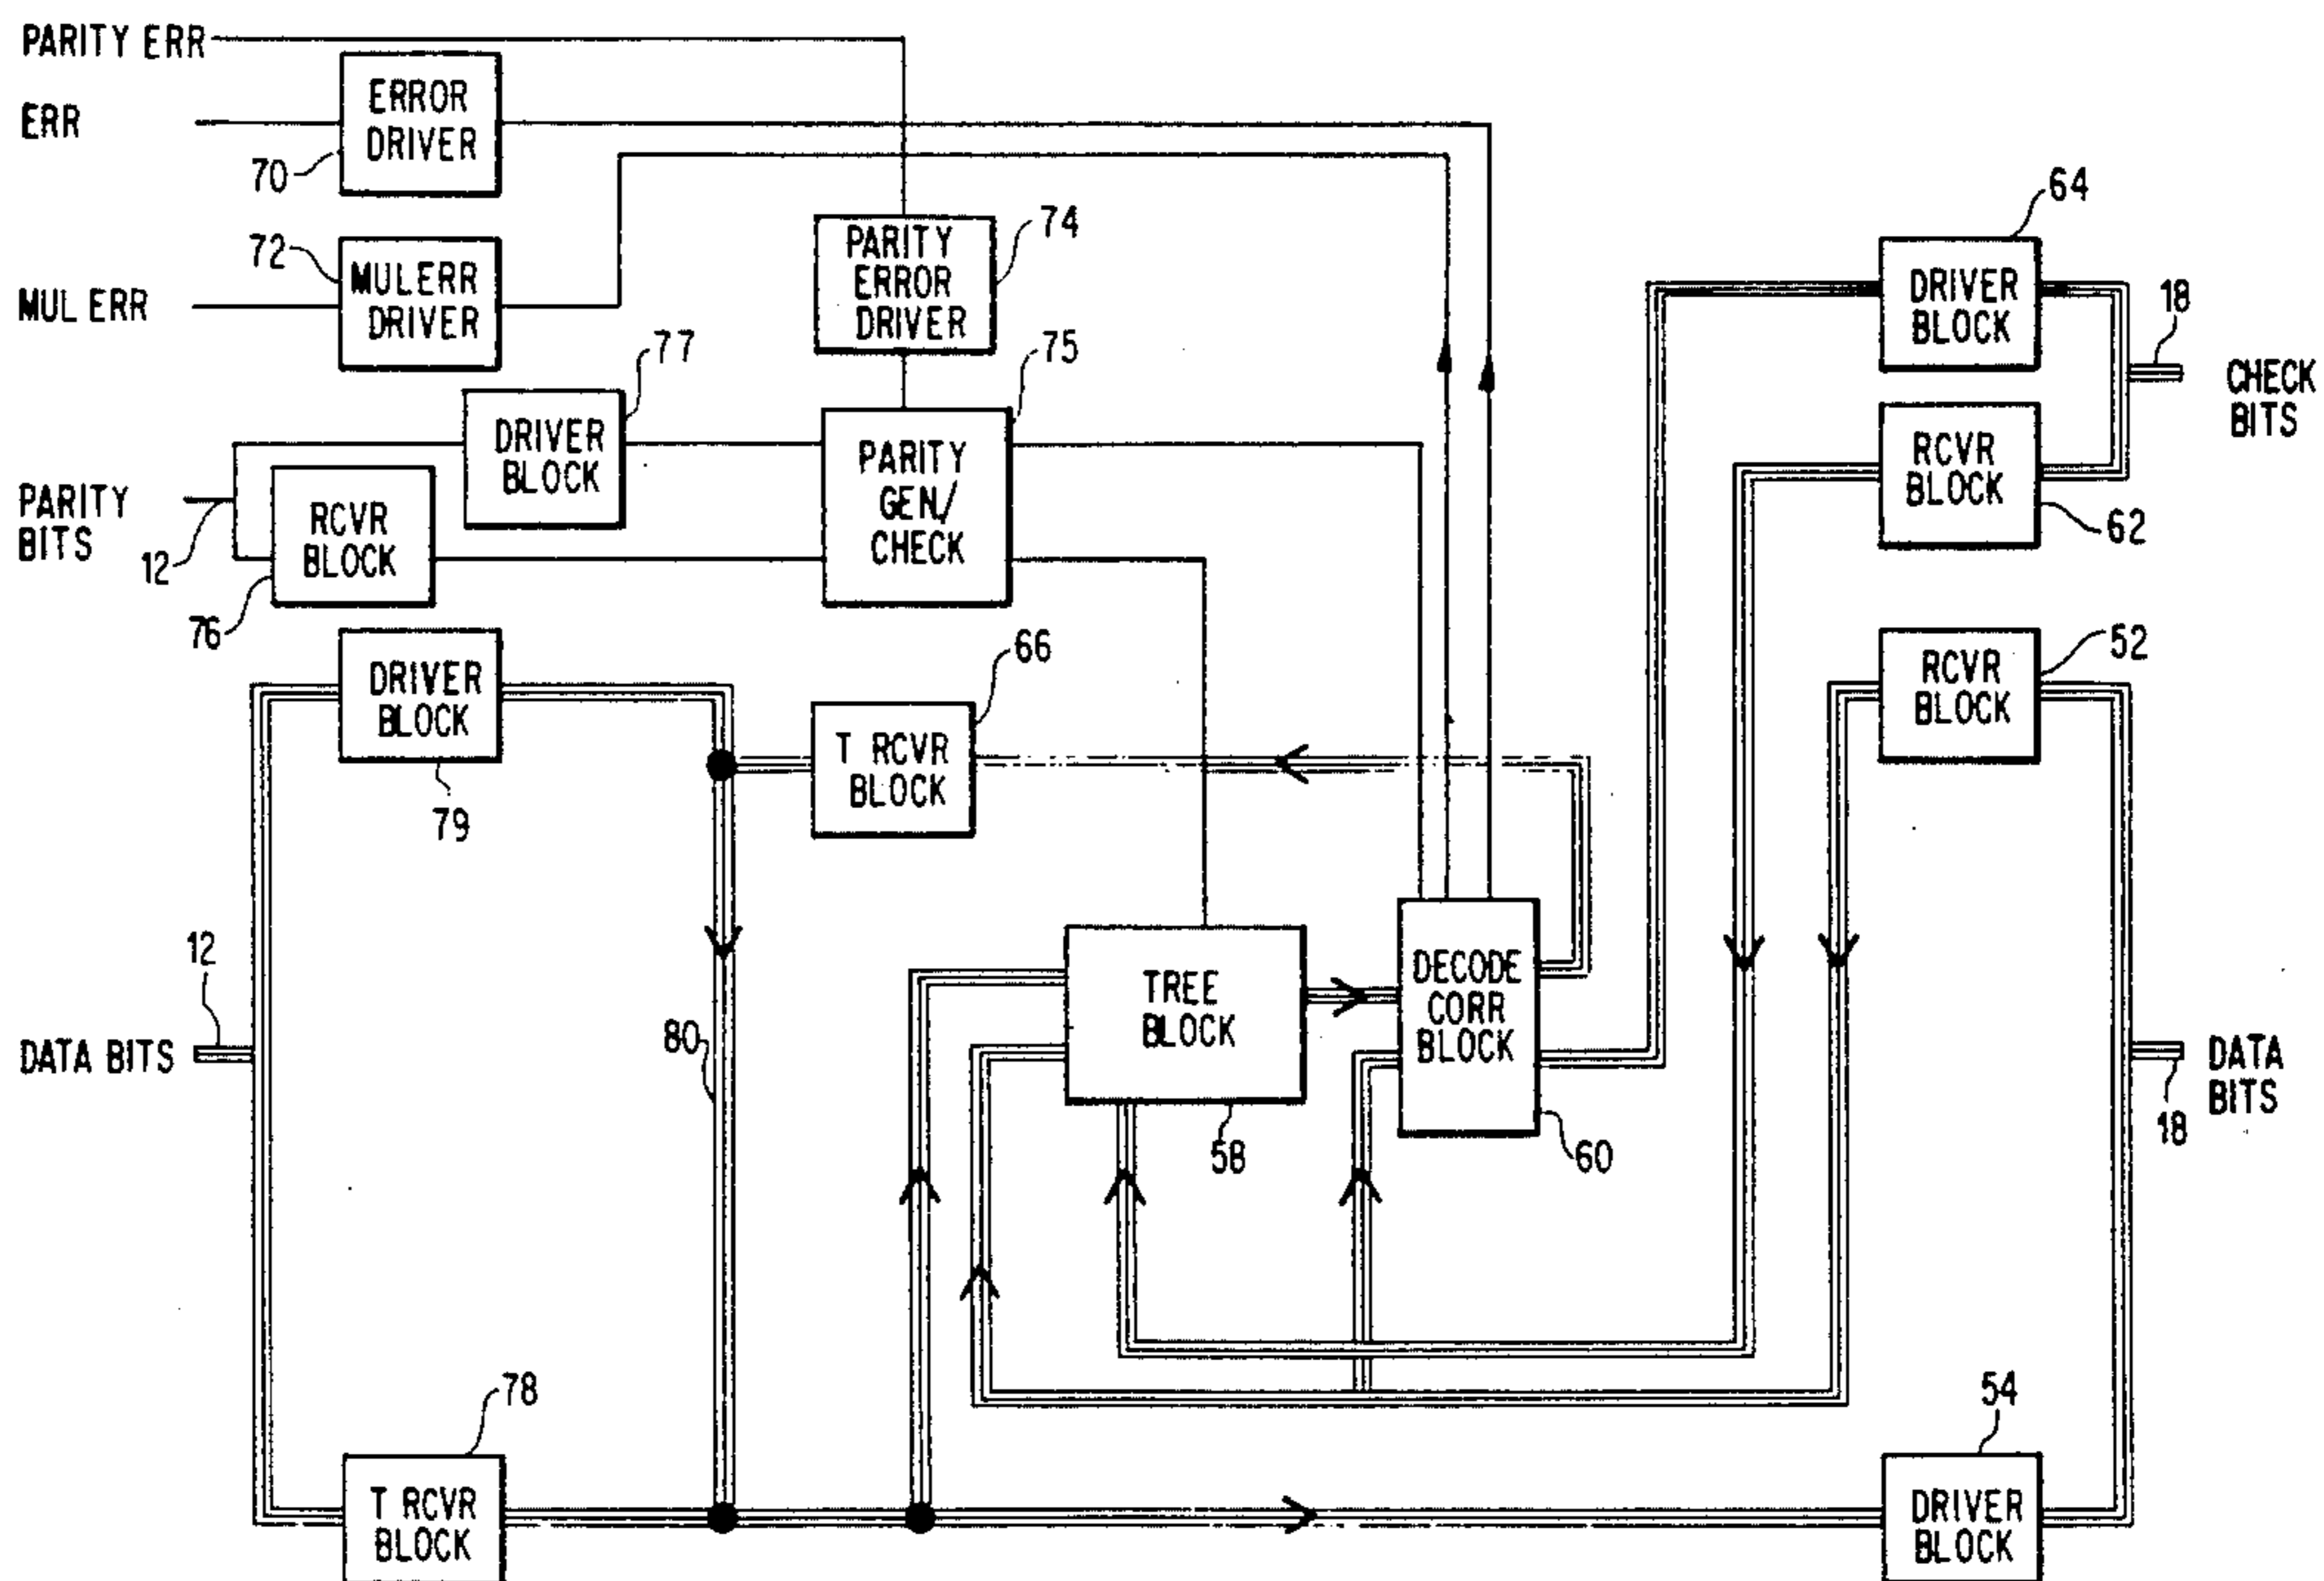 PARITY ERR
ERR
ERROR
DRIVER
70
64
72
MULERR
DRIVER
MUL ERR
PARITY
ERROR
DRIVER
74
DRIVER
BLOCK
18
CHECK
BITS
77
75
DRIVER
BLOCK
PARITY
GEN/
CHECK
RCVR
BLOCK
62
PARITY
BITS
12
RCVR
BLOCK
76
DRIVER
BLOCK
79
66
T RCVR
BLOCK
RCVR
BLOCK
52
12
DATA BITS
80
TREE
BLOCK
58
DECODE
CORR
BLOCK
60
DATA
BITS
18
78
T RCVR
BLOCK
54
DRIVER
BLOCK